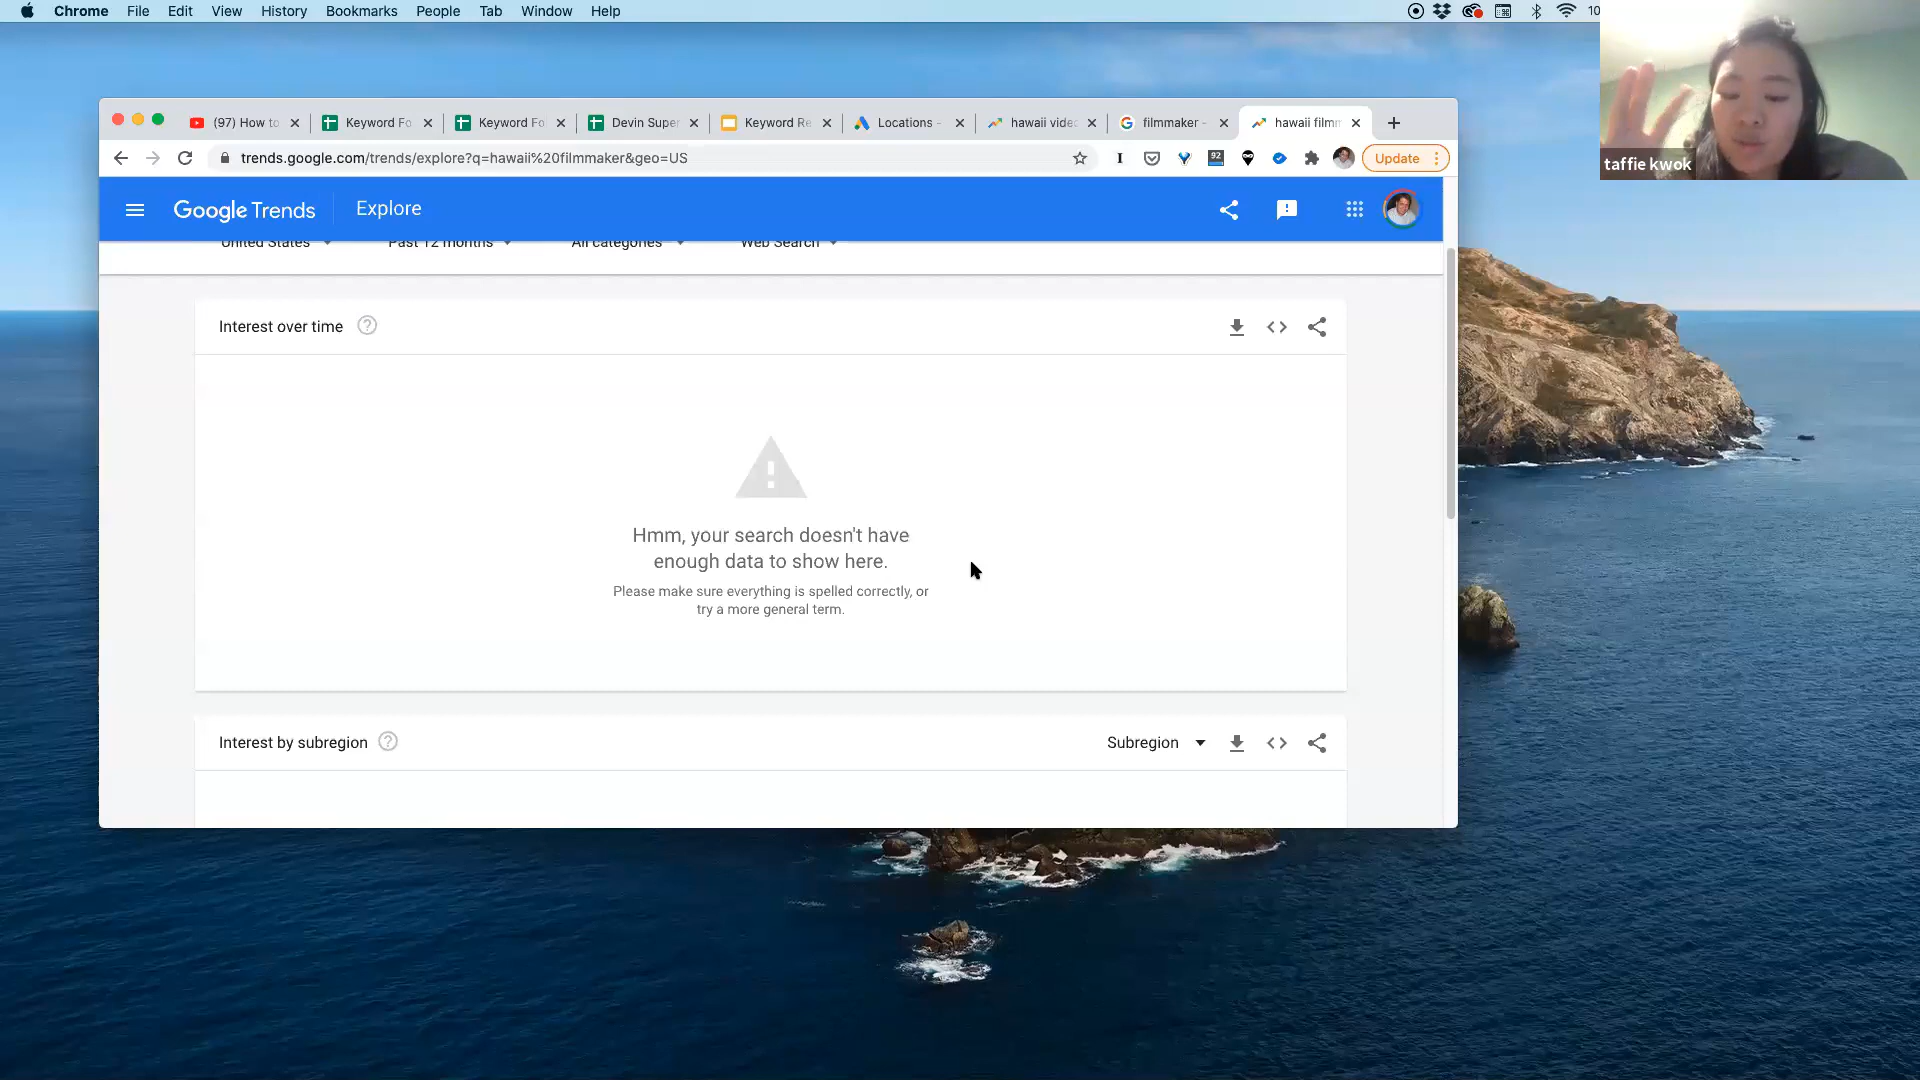 Chrome File Edit View History Bookmarks People Tab Window Help
10
taffie kwok
(97) How to
Keyword Fo
Keyword Fo
Devin Super
Keyword Re
Locations -
hawaii video
filmmaker -
hawaii filmm
trends.google.com/trends/explore?q=hawaii%20filmmaker&geo=US
92
Update
Google Trends Explore
United States Past 12 months All categories Web Search
Interest over time
Hmm, your search doesn't have
enough data to show here.
Please make sure everything is spelled correctly, or
try a more general term.
Interest by subregion
Subregion